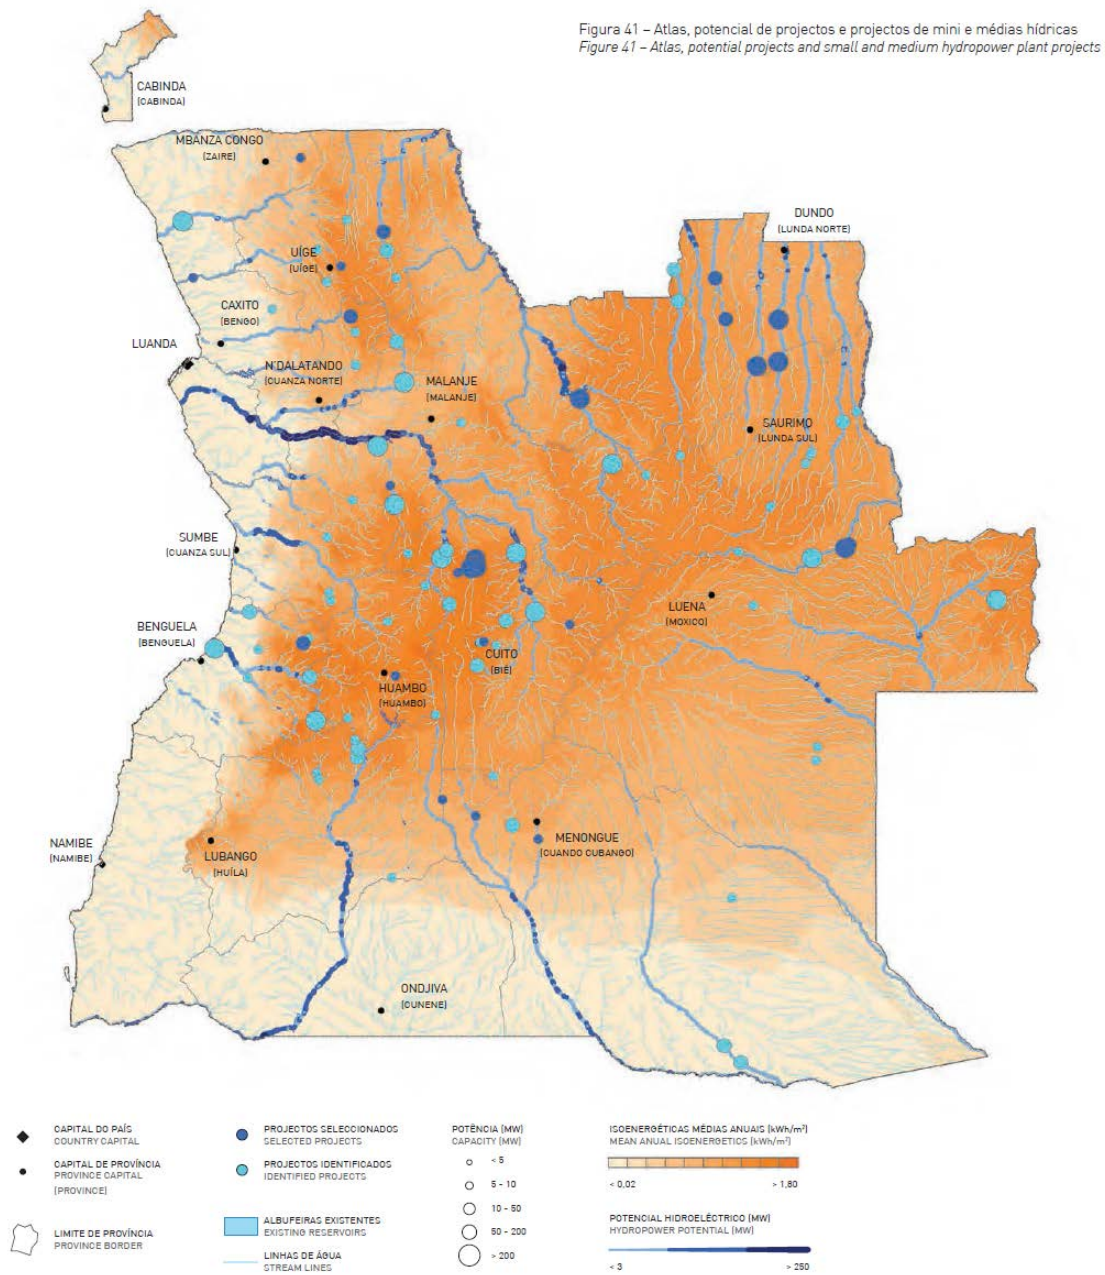 Figura 41 – Atlas, potencial de projectos e projectos de mini e médias hídricas
Figure 41 – Atlas, potential projects and small and medium hydropower plant projects
CABINDA
(CABINDA)
MBANZA CONGO
(ZAIRE)
DUNDO
(LUNDA NORTE)
UÍGE
(UÍGE)
CAXITO
(BENGO)
LUANDA
N'DALATANDO
(CUANZA NORTE)
MALANJE
(MALANJE)
SAURIMO
(LUNDA SUL)
SUMBE
(CUANZA SUL)
LUENA
(MOXICO)
BENGUELA
(BENGUELA)
CUITO
(BIÉ)
HUAMBO
(HUAMBO)
NAMIBE
(NAMIBE)
LUBANGO
(HUÍLA)
MENONGUE
(CUANDO CUBANGO)
ONDJIVA
(CUNENE)
CAPITAL DO PAÍS
COUNTRY CAPITAL
CAPITAL DE PROVÍNCIA
PROVINCE CAPITAL
(PROVINCE)
LIMITE DE PROVÍNCIA
PROVINCE BORDER
PROJECTOS SELECCIONADOS
SELECTED PROJECTS
PROJECTOS IDENTIFICADOS
IDENTIFIED PROJECTS
ALBUFEIRAS EXISTENTES
EXISTING RESERVOIRS
LINHAS DE ÁGUA
STREAM LINES
POTÊNCIA (MW)
CAPACITY (MW)
< 5
5 - 10
10 - 50
50 - 200
> 200
ISOENERGÉTICAS MÉDIAS ANUAIS (kWh/m²)
MEAN ANUAL ISOENERGETICS (kWh/m²)
< 0,02
> 1,80
POTENCIAL HIDROELÉCTRICO (MW)
HYDROPOWER POTENTIAL (MW)
< 3
> 250